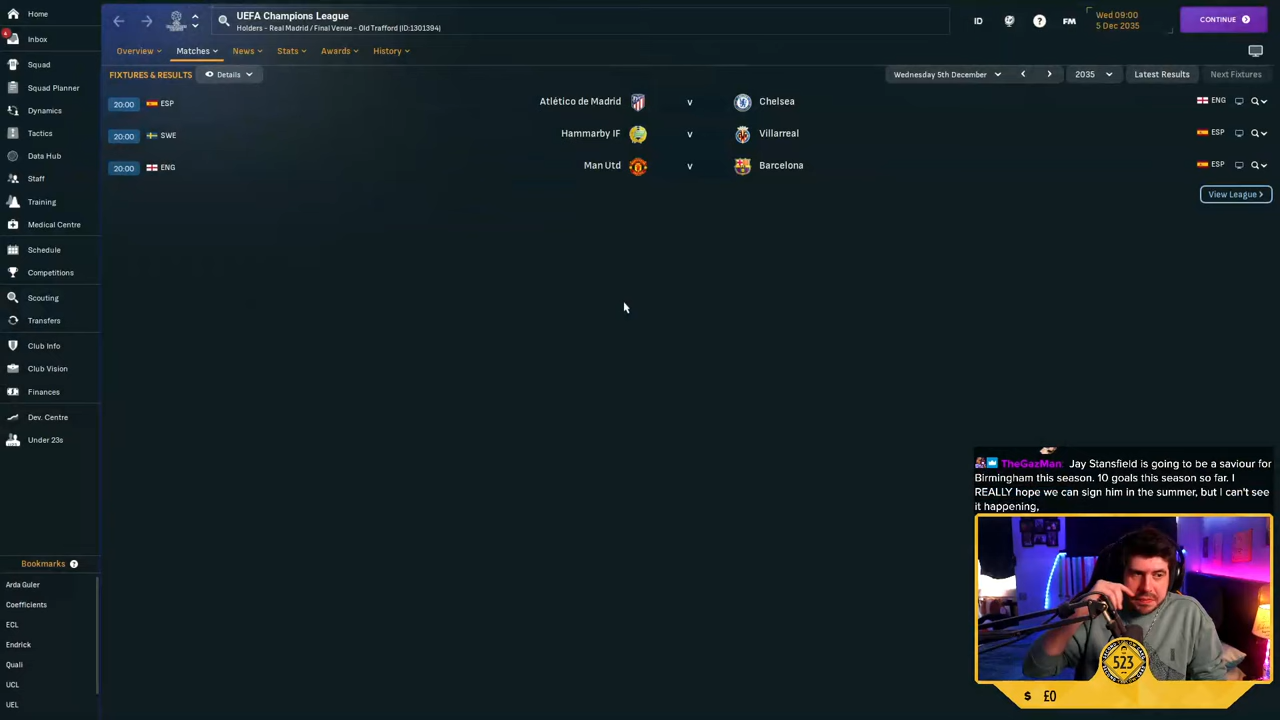 Home
UEFA Champions League
Holders - Real Madrid / Final Venue - Old Trafford (ID:1301394)
ID
?
FM
Wed 09:00
5 Dec 2035
CONTINUE
Inbox
Overview
Matches
News
Stats
Awards
History
Squad
FIXTURES & RESULTS
Details
Wednesday 5th December
2035
Latest Results
Next Fixtures
Squad Planner
20:00 ESP Atlético de Madrid v Chelsea ENG
Dynamics
Tactics
20:00 SWE Hammarby IF v Villarreal ESP
Data Hub
20:00 ENG Man Utd v Barcelona ESP
Staff
View League >
Training
Medical Centre
Schedule
Competitions
Scouting
Transfers
Club Info
Club Vision
Finances
Dev. Centre
Under 23s
TheGazMan: Jay Stansfield is going to be a saviour for
Birmingham this season. 10 goals this season so far. I
REALLY hope we can sign him in the summer, but I can't see
it happening,
Bookmarks ?
Arda Guler
Coefficients
ECL
Endrick
Quali
UCL
UEL
523
$ £0